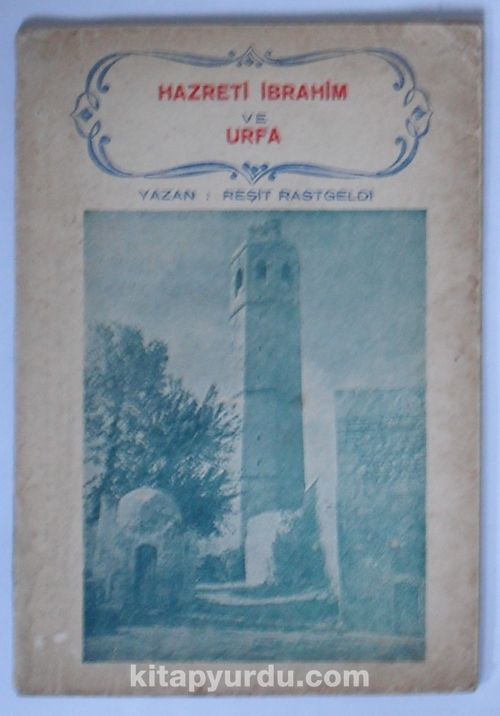 HAZRETİ İBRAHİM
VE
URFA
YAZAN : REŞİT RASTGELDİ
kitapyurdu.com